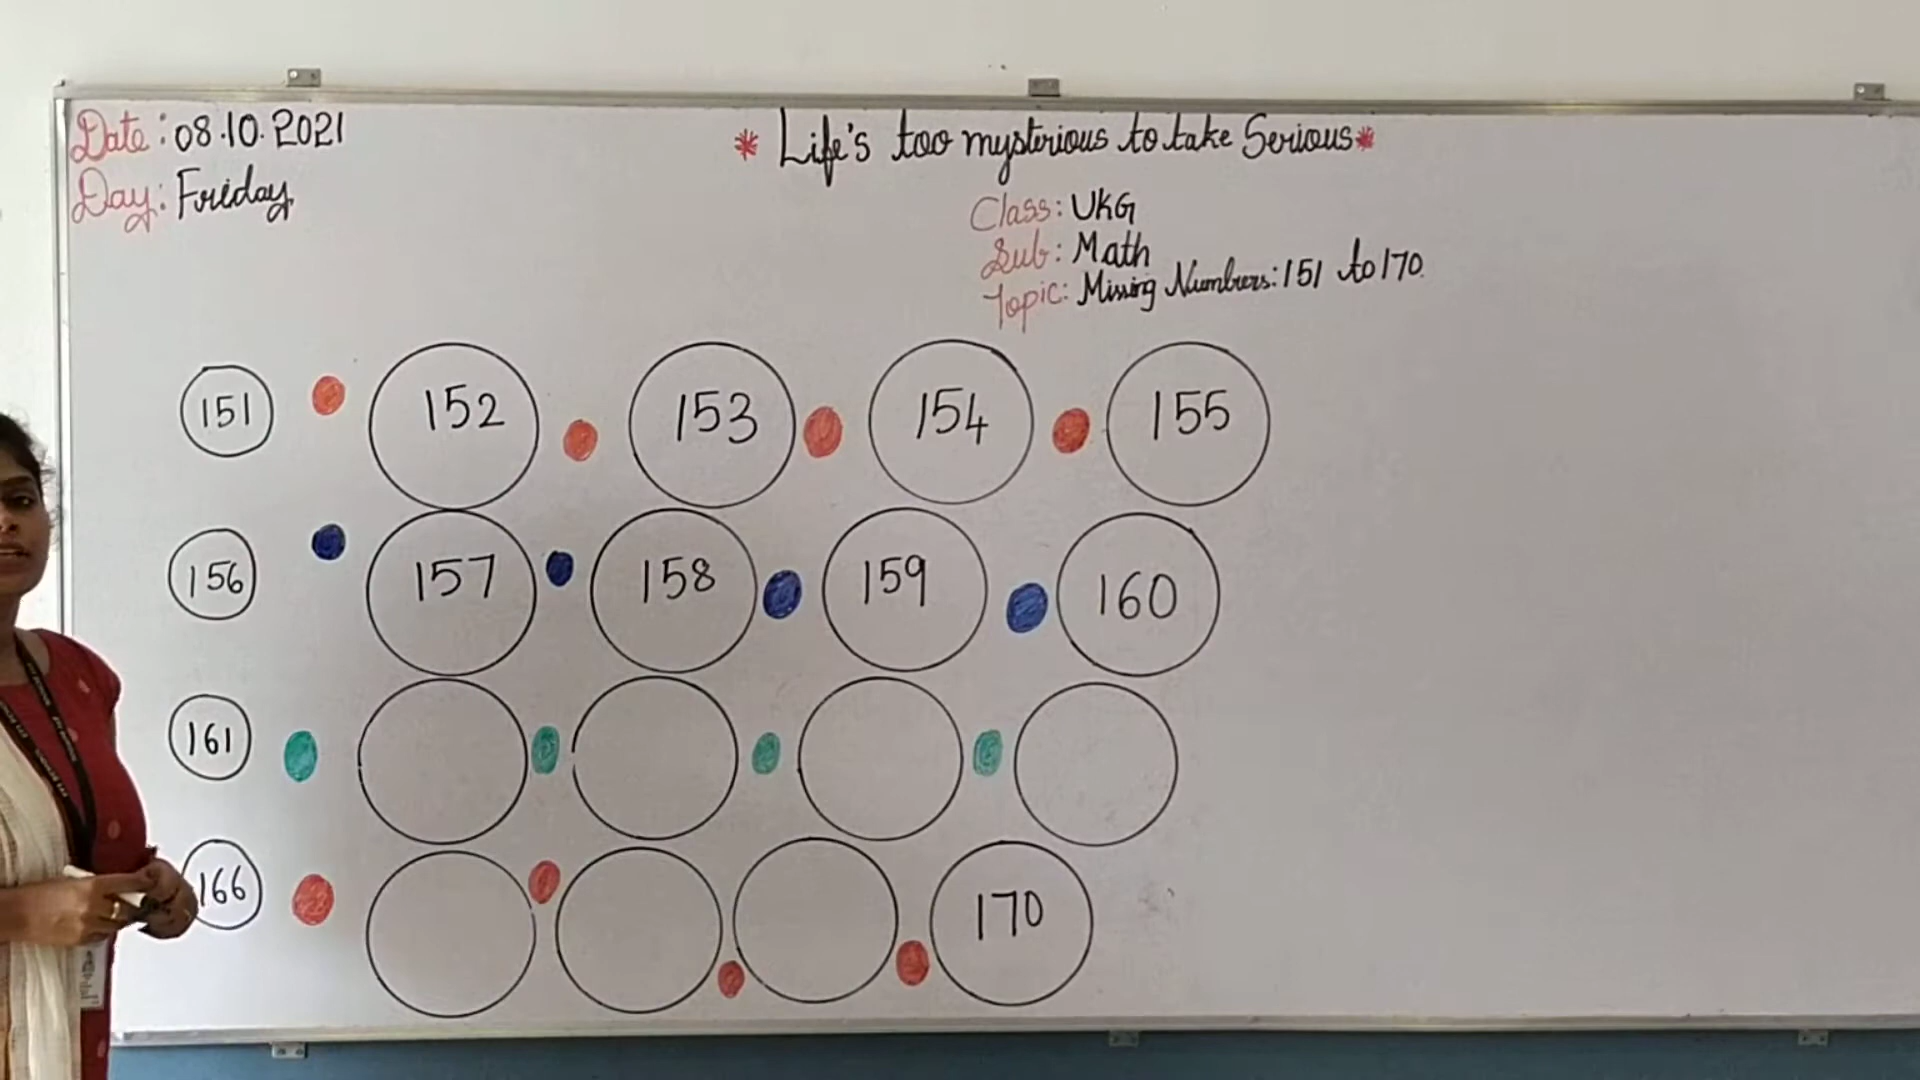 Date: 08.10.2021
* Life's too mysterious to take Serious*
Day: Friday
Class: UKG
Sub: Math
Topic: Missing Numbers: 151 to 170.
151 152 153 154 155
156 157 158 159 160
161
166 170